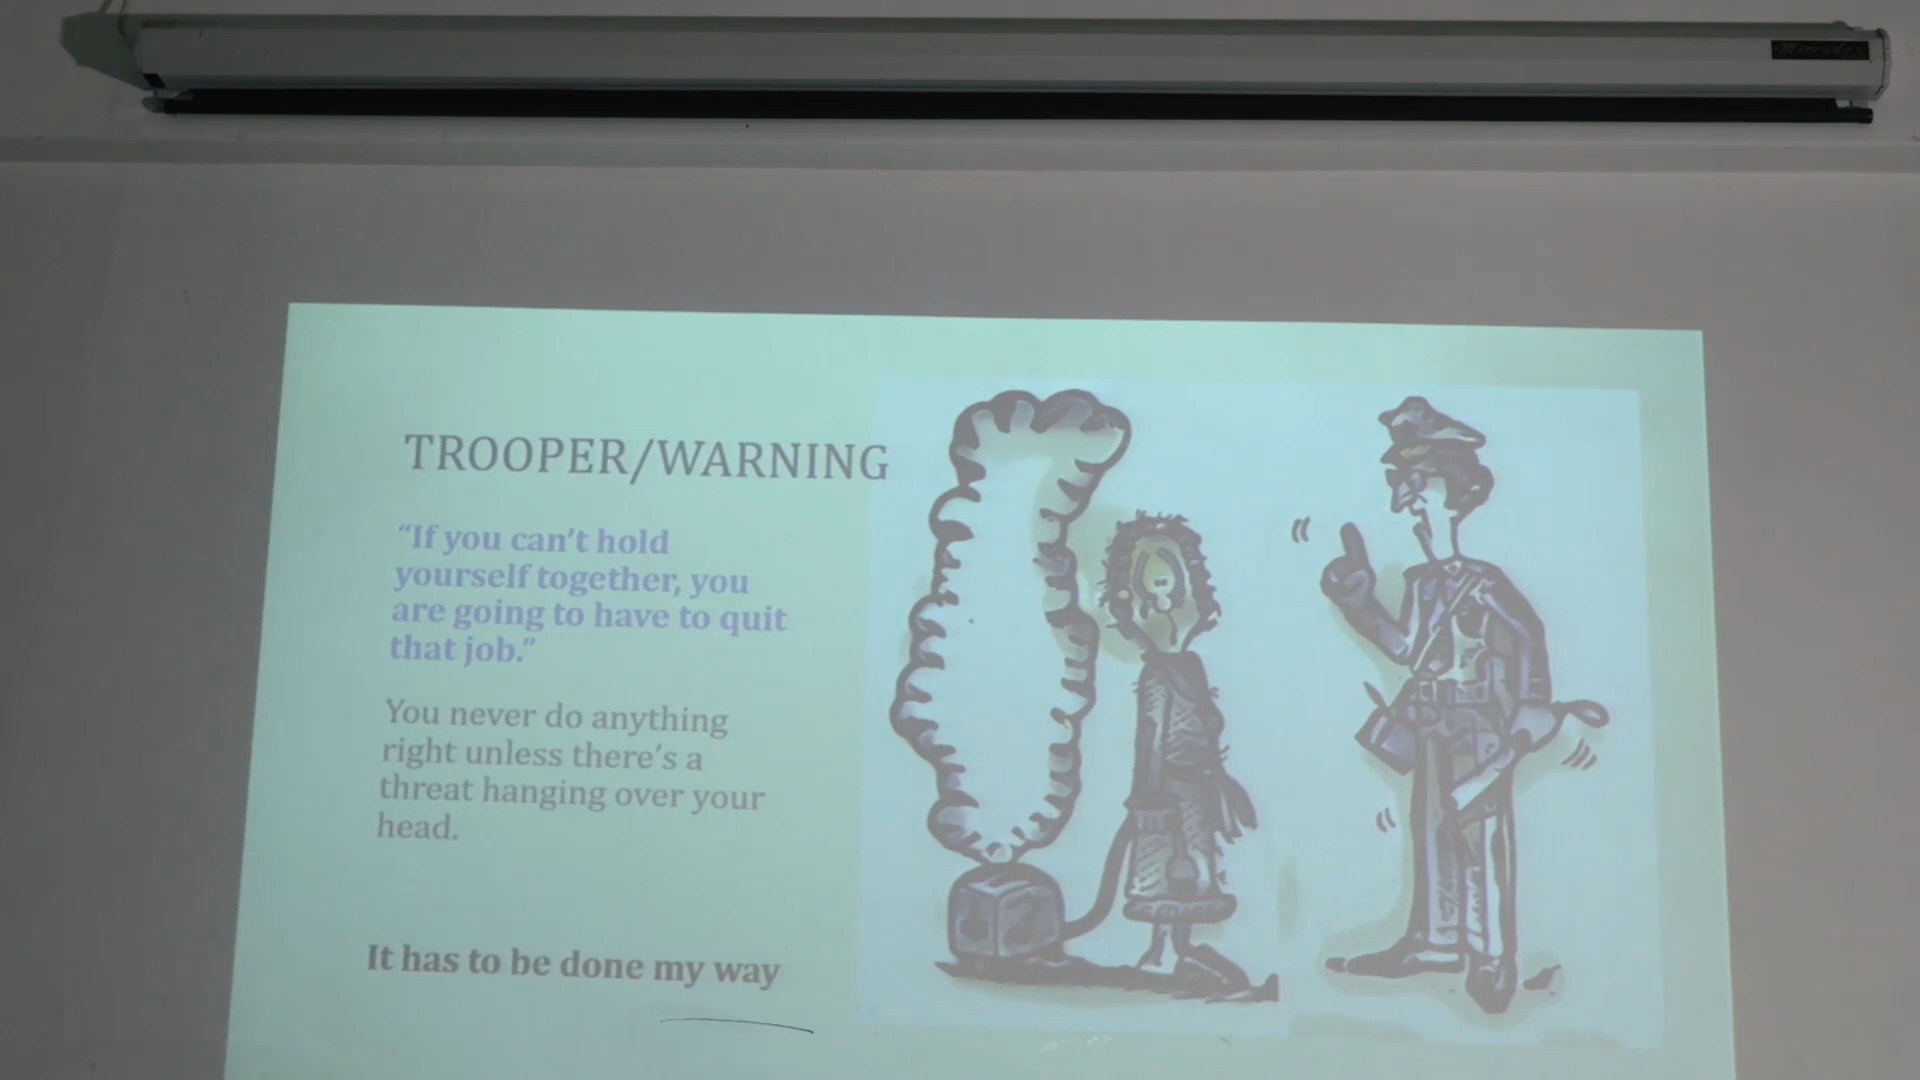 TROOPER/WARNING
“If you can’t hold
yourself together, you
are going to have to quit
that job.”
You never do anything
right unless there’s a
threat hanging over your
head.
It has to be done my way